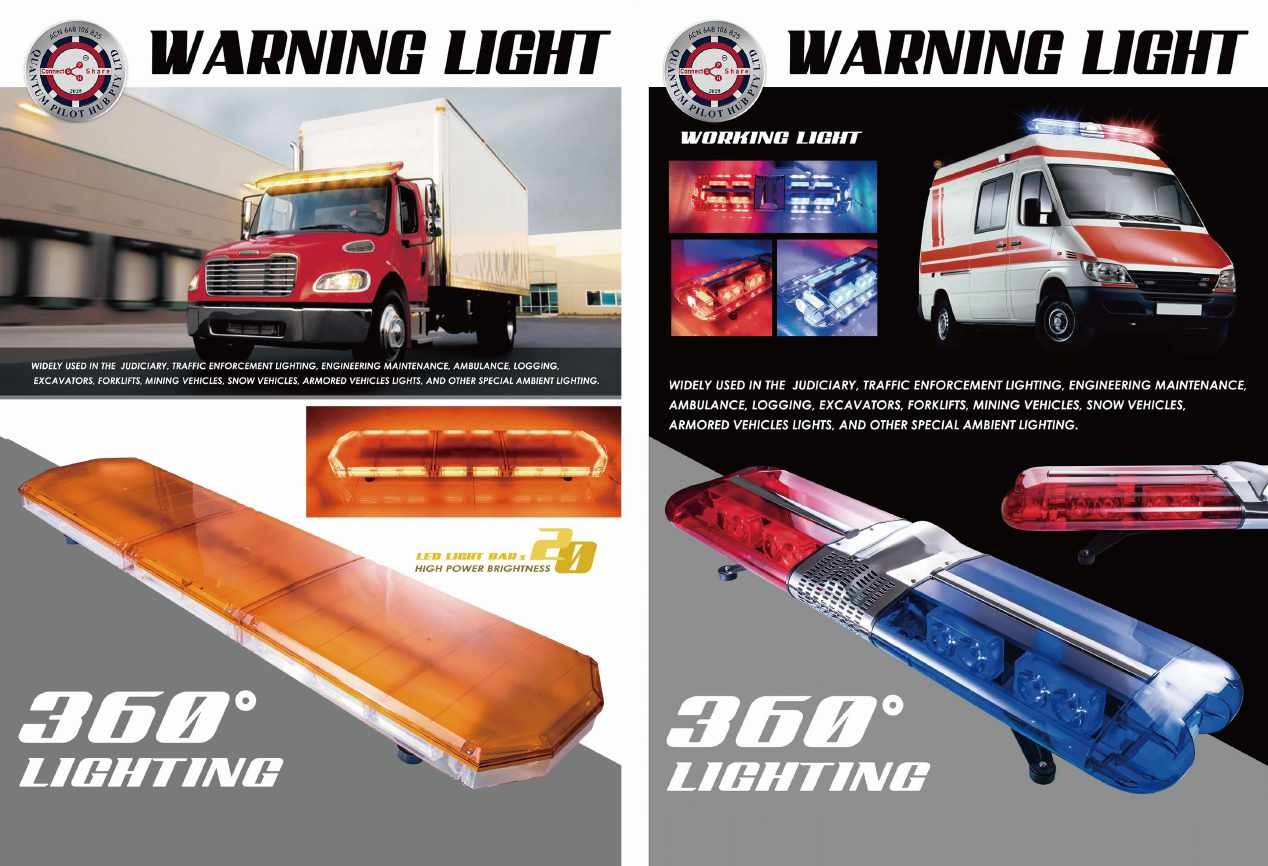 ACN 648 106 825
QUANTUM PILOT HUB PTY LTD
Connect & Share
2020
WARNING LIGHT
WIDELY USED IN THE JUDICIARY, TRAFFIC ENFORCEMENT LIGHTING, ENGINEERING MAINTENANCE, AMBULANCE, LOGGING,
EXCAVATORS, FORKLIFTS, MINING VEHICLES, SNOW VEHICLES, ARMORED VEHICLES LIGHTS, AND OTHER SPECIAL AMBIENT LIGHTING.
LED LIGHT BAR x 20
HIGH POWER BRIGHTNESS
360°
LIGHTING
ACN 648 106 825
QUANTUM PILOT HUB PTY LTD
Connect & Share
2020
WARNING LIGHT
WORKING LIGHT
WIDELY USED IN THE JUDICIARY, TRAFFIC ENFORCEMENT LIGHTING, ENGINEERING MAINTENANCE,
AMBULANCE, LOGGING, EXCAVATORS, FORKLIFTS, MINING VEHICLES, SNOW VEHICLES,
ARMORED VEHICLES LIGHTS, AND OTHER SPECIAL AMBIENT LIGHTING.
360°
LIGHTING